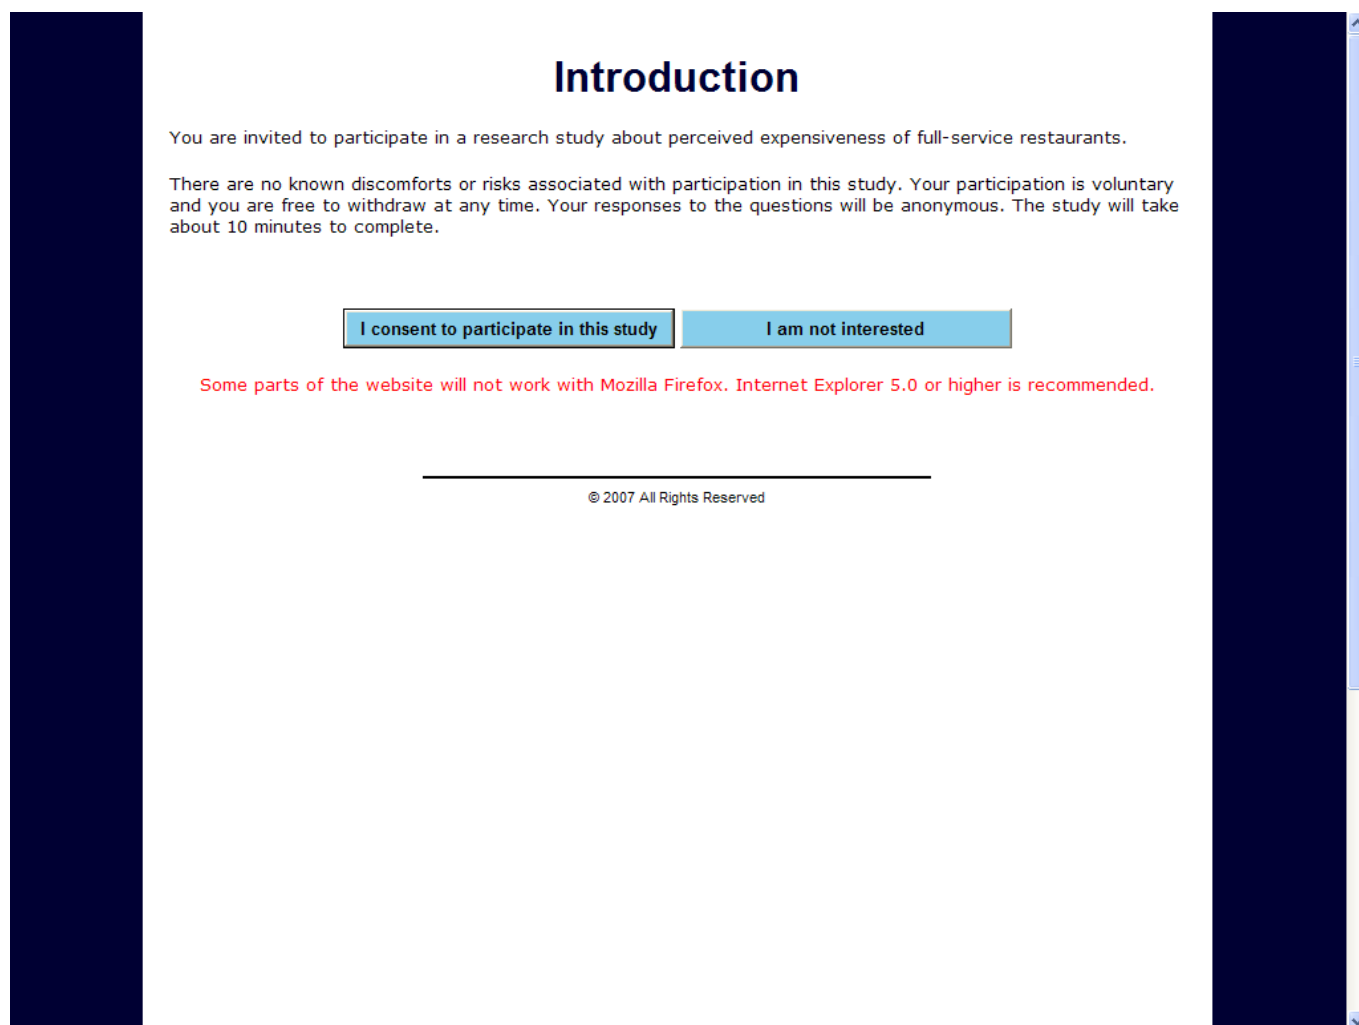 Introduction
You are invited to participate in a research study about perceived expensiveness of full-service restaurants.
There are no known discomforts or risks associated with participation in this study. Your participation is voluntary
and you are free to withdraw at any time. Your responses to the questions will be anonymous. The study will take
about 10 minutes to complete.
I consent to participate in this study
I am not interested
Some parts of the website will not work with Mozilla Firefox. Internet Explorer 5.0 or higher is recommended.
© 2007 All Rights Reserved